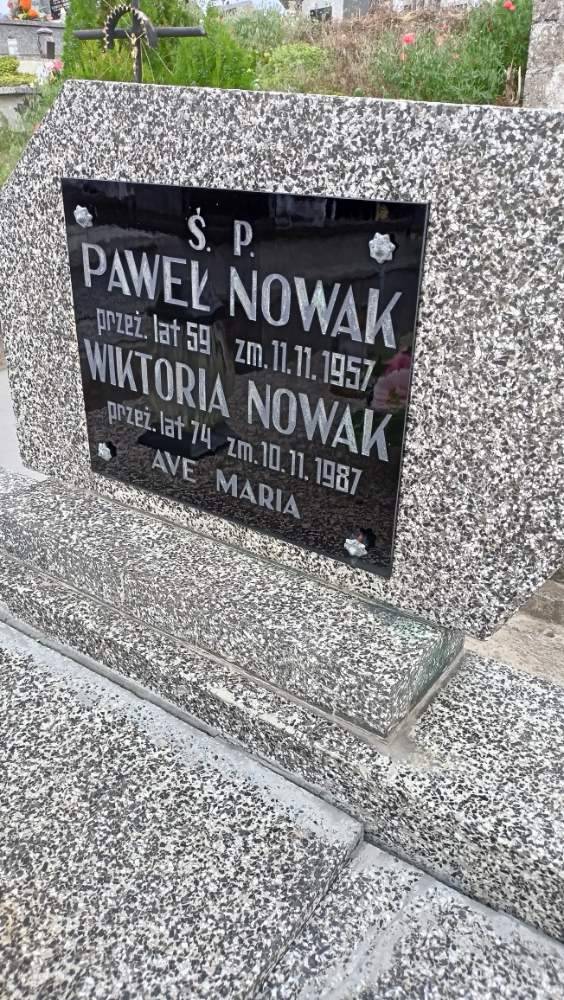 Ś. P.
PAWEŁ NOWAK
przeż. lat 59 zm. 11. 11. 1957
WIKTORIA NOWAK
przeż. lat 74 zm. 10. 11. 1987
AVE MARIA